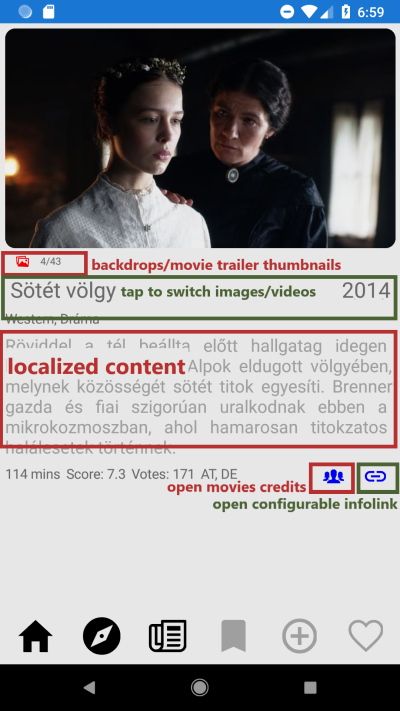 6:59
4/43
backdrops/movie trailer thumbnails
Sötét völgy tap to switch images/videos 2014
Western, Dráma
Röviddel a tél beállta előtt hallgatag idegen
localized content Alpok eldugott völgyében,
melynek közösségét sötét titok egyesíti. Brenner
gazda és fiai szigorúan uralkodnak ebben a
mikrokozmoszban, ahol hamarosan titokzatos
halálesetek történnek.
114 mins Score: 7.3 Votes: 171 AT, DE
open movies credits
open configurable infolink